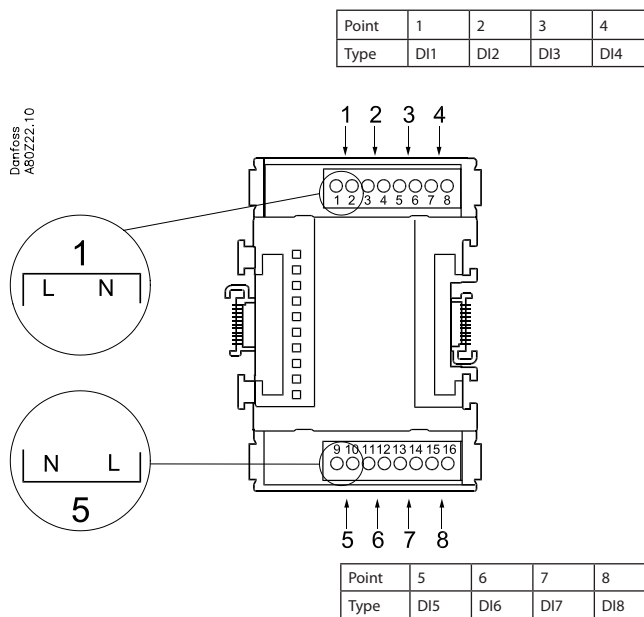 Point 1 2 3 4
Type DI1 DI2 DI3 DI4
Danfoss
A80Z22.10
1 2 3 4
1 2 3 4 5 6 7 8
1
L N
9 10 11 12 13 14 15 16
N L
5
5 6 7 8
Point 5 6 7 8
Type DI5 DI6 DI7 DI8